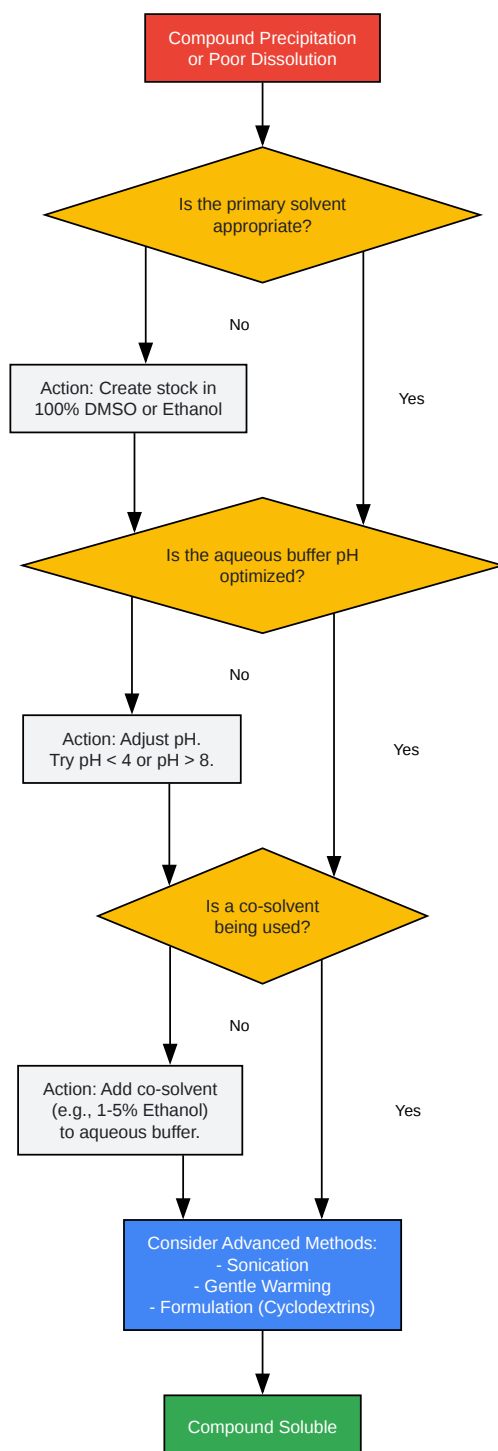 Compound Precipitation
or Poor Dissolution
Is the primary solvent
appropriate?
No
Action: Create stock in
100% DMSO or Ethanol
Yes
Is the aqueous buffer pH
optimized?
No
Action: Adjust pH.
Try pH < 4 or pH > 8.
Yes
Is a co-solvent
being used?
No
Action: Add co-solvent
(e.g., 1-5% Ethanol)
to aqueous buffer.
Yes
Consider Advanced Methods:
- Sonication
- Gentle Warming
- Formulation (Cyclodextrins)
Compound Soluble